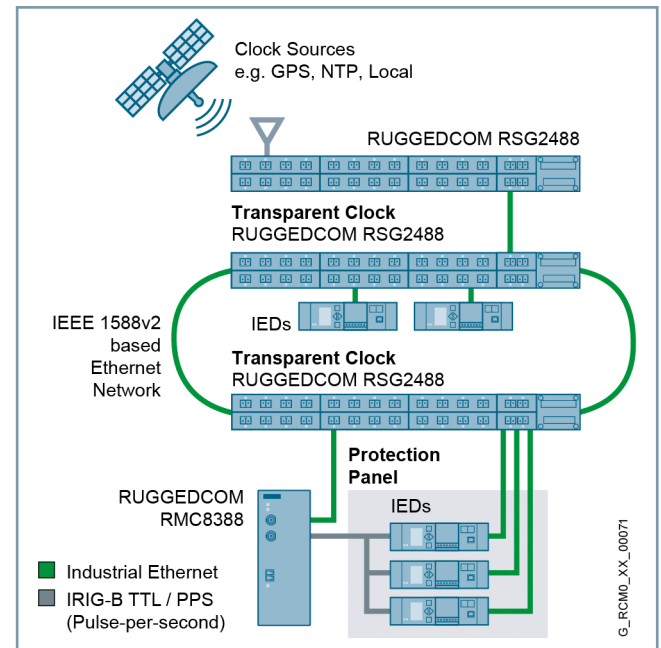 Clock Sources
e.g. GPS, NTP, Local
RUGGEDCOM RSG2488
Transparent Clock
RUGGEDCOM RSG2488
IEDs
IEEE 1588v2
based
Ethernet
Network
Transparent Clock
RUGGEDCOM RSG2488
Protection
Panel
RUGGEDCOM
RMC8388
IEDs
Industrial Ethernet
IRIG-B TTL / PPS
(Pulse-per-second)
G_RCM0_XX_00071